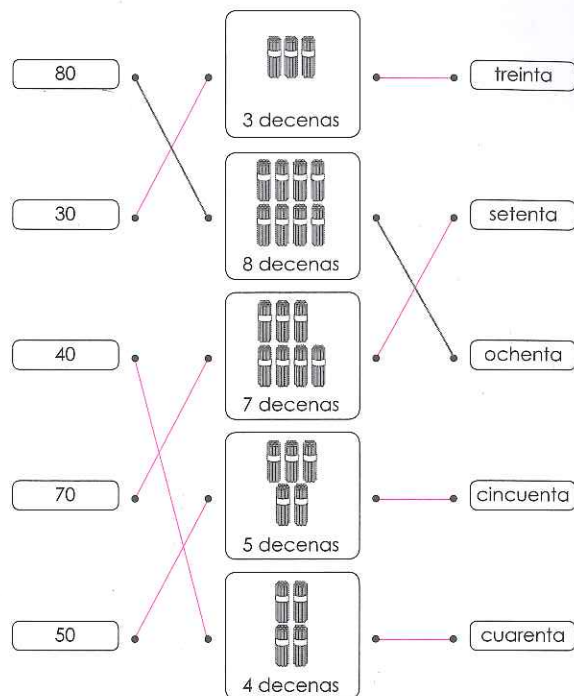 80
3 decenas
treinta
30
8 decenas
setenta
40
7 decenas
ochenta
70
5 decenas
cincuenta
50
4 decenas
cuarenta